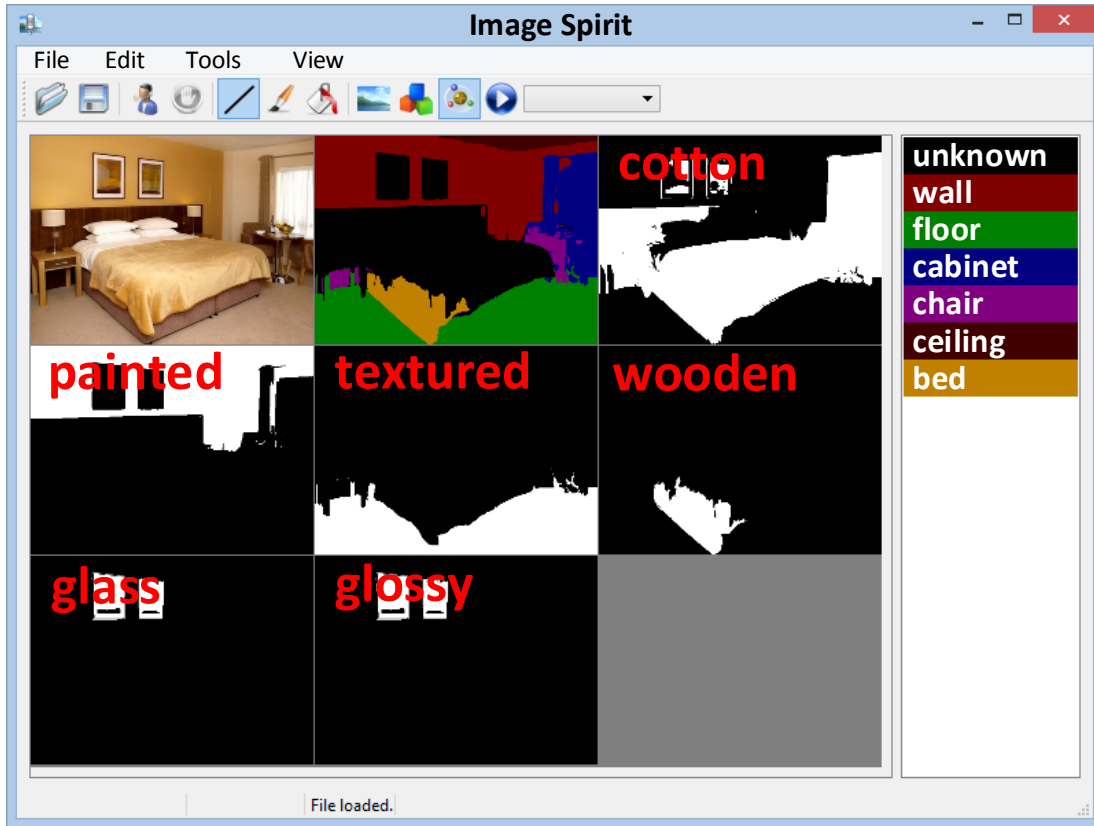 Image Spirit
File Edit Tools View
cotton
painted textured wooden
glass glossy
unknown
wall
floor
cabinet
chair
ceiling
bed
File loaded.